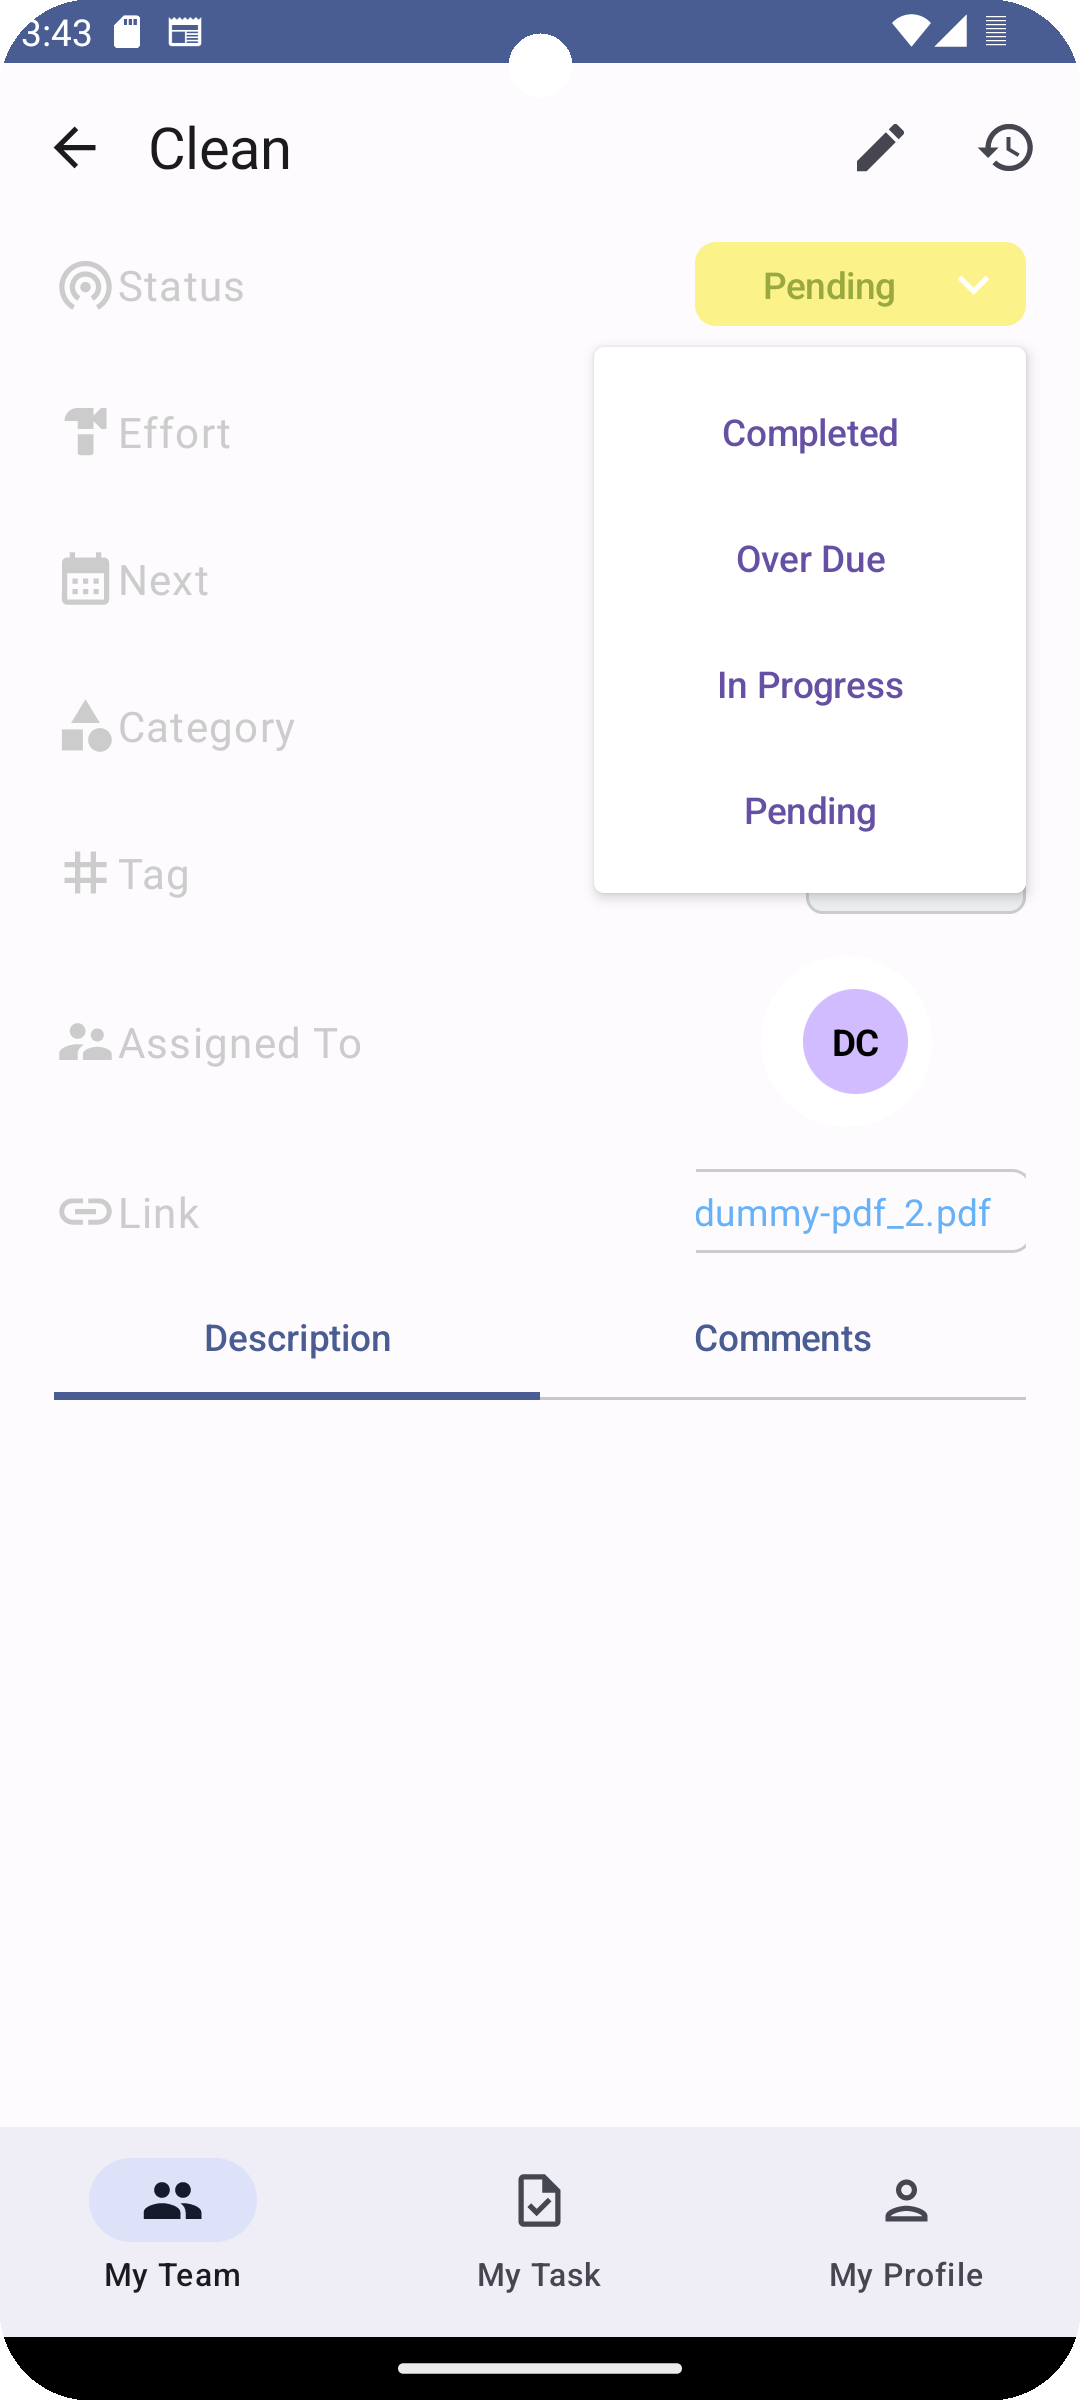 3:43
Clean
Status
Pending
Completed
Effort
Over Due
Next
In Progress
Category
Pending
Tag
Assigned To
DC
Link
dummy-pdf_2.pdf
Description
Comments
My Team
My Task
My Profile